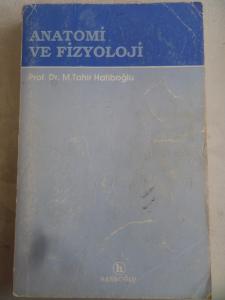 ANATOMİ
VE FİZYOLOJİ
Prof. Dr. M.Tahir Hatiboğlu
h
HATİBOĞLU